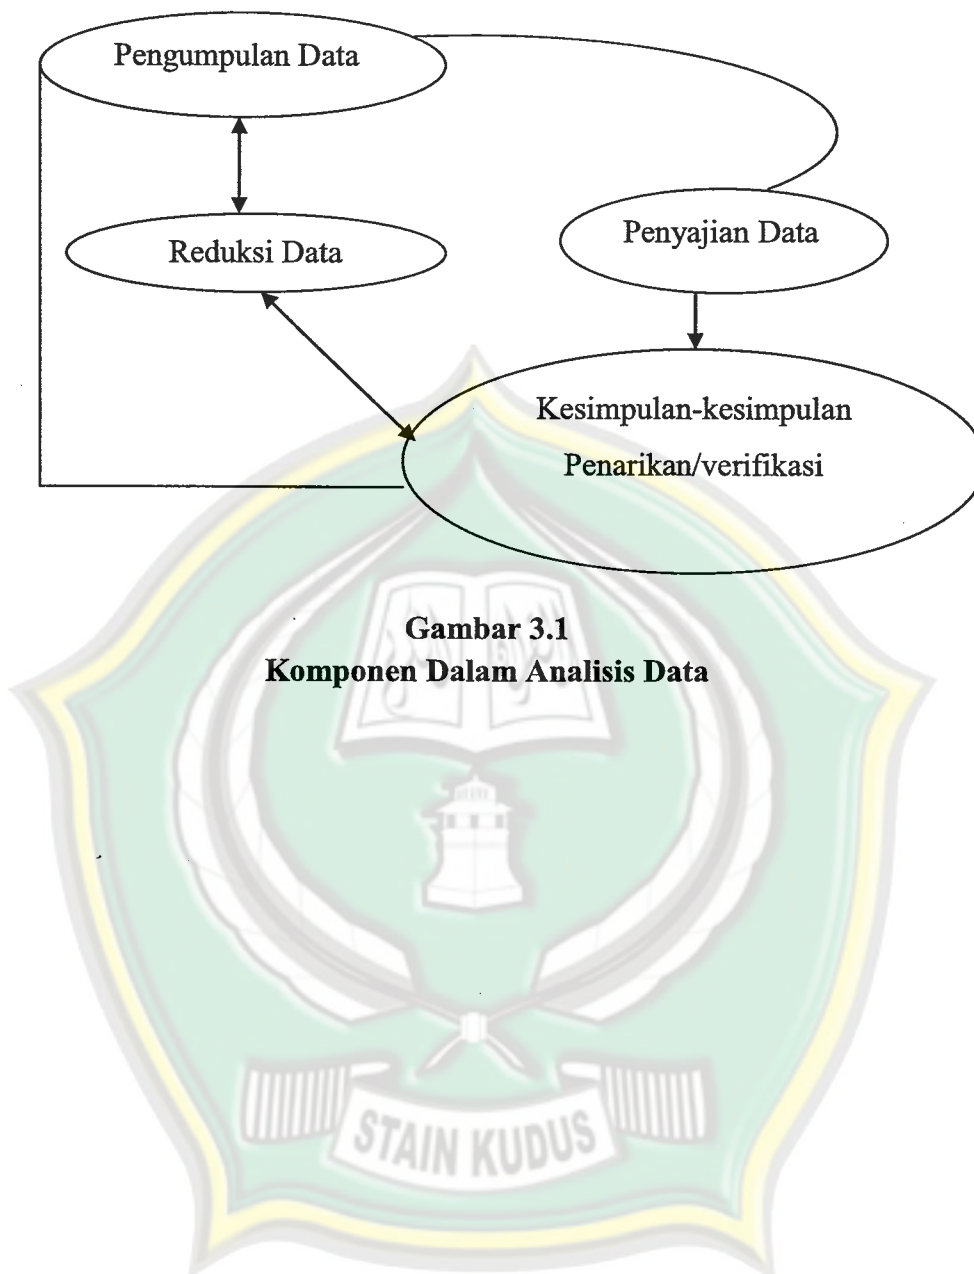 Pengumpulan Data
Reduksi Data
Penyajian Data
Kesimpulan-kesimpulan
Penarikan/verifikasi
Gambar 3.1
Komponen Dalam Analisis Data
STAIN KUDUS